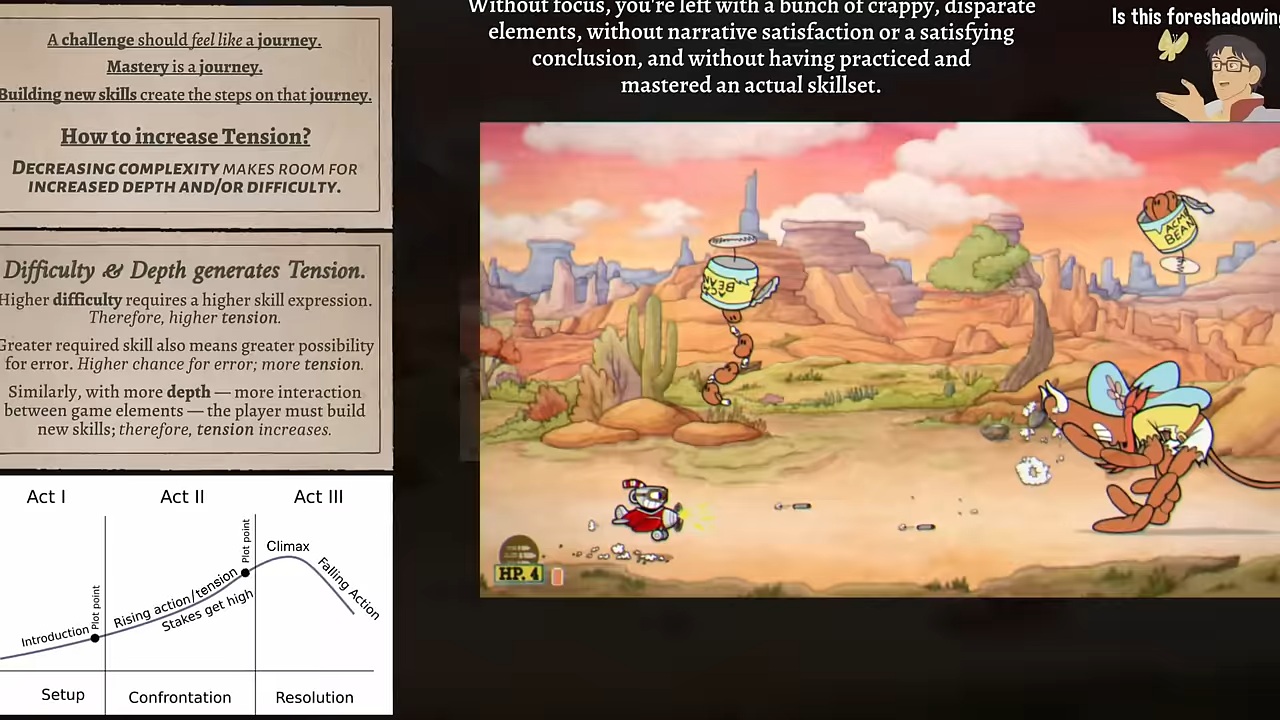 A challenge should feel like a journey.
Mastery is a journey.
Building new skills create the steps on that journey.
How to increase Tension?
DECREASING COMPLEXITY MAKES ROOM FOR
INCREASED DEPTH AND/OR DIFFICULTY.
Difficulty & Depth generates Tension.
Higher difficulty requires a higher skill expression.
Therefore, higher tension.
Greater required skill also means greater possibility
for error. Higher chance for error; more tension.
Similarly, with more depth — more interaction
between game elements — the player must build
new skills; therefore, tension increases.
Act I
Act II
Act III
Plot point
Plot point
Climax
Falling Action
Introduction
Rising action/tension
Stakes get high
Setup
Confrontation
Resolution
Without focus, you're left with a bunch of crappy, disparate
elements, without narrative satisfaction or a satisfying
conclusion, and without having practiced and
mastered an actual skillset.
Is this foreshadowing
ACME
BEAN
ACME
BEAN
HP. 4